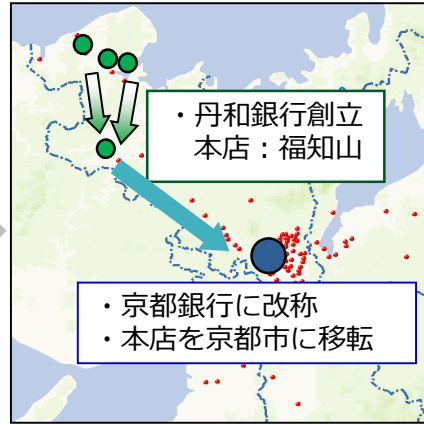 ・丹和銀行創立
本店：福知山
・京都銀行に改称
・本店を京都市に移転